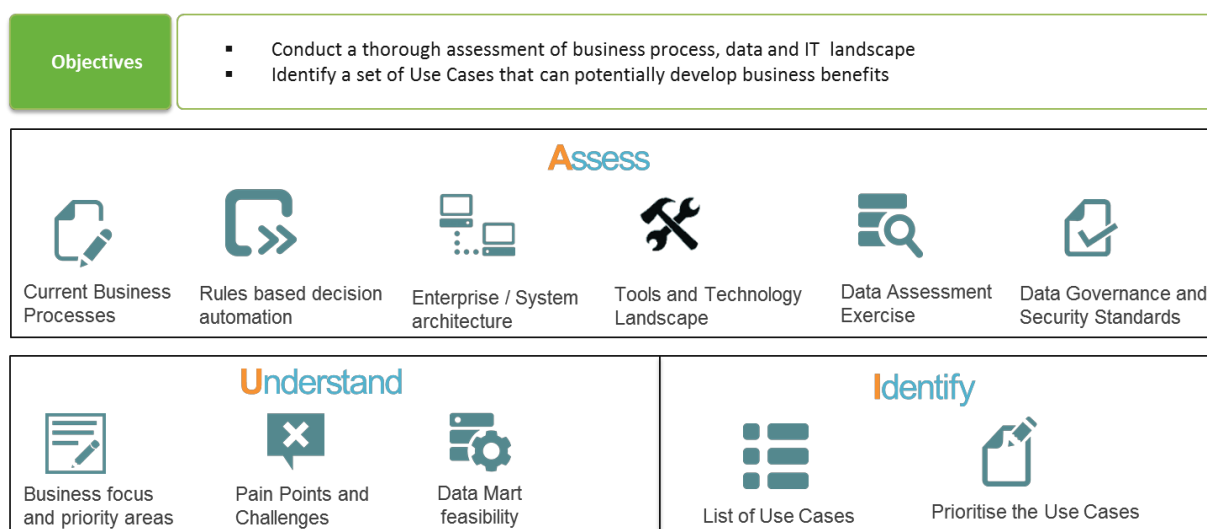 Objectives
Conduct a thorough assessment of business process, data and IT landscape
Identify a set of Use Cases that can potentially develop business benefits
Assess
Current Business
Processes
Rules based decision
automation
Enterprise / System
architecture
Tools and Technology
Landscape
Data Assessment
Exercise
Data Governance and
Security Standards
Understand
Business focus
and priority areas
Pain Points and
Challenges
Data Mart
feasibility
Identify
List of Use Cases
Prioritise the Use Cases